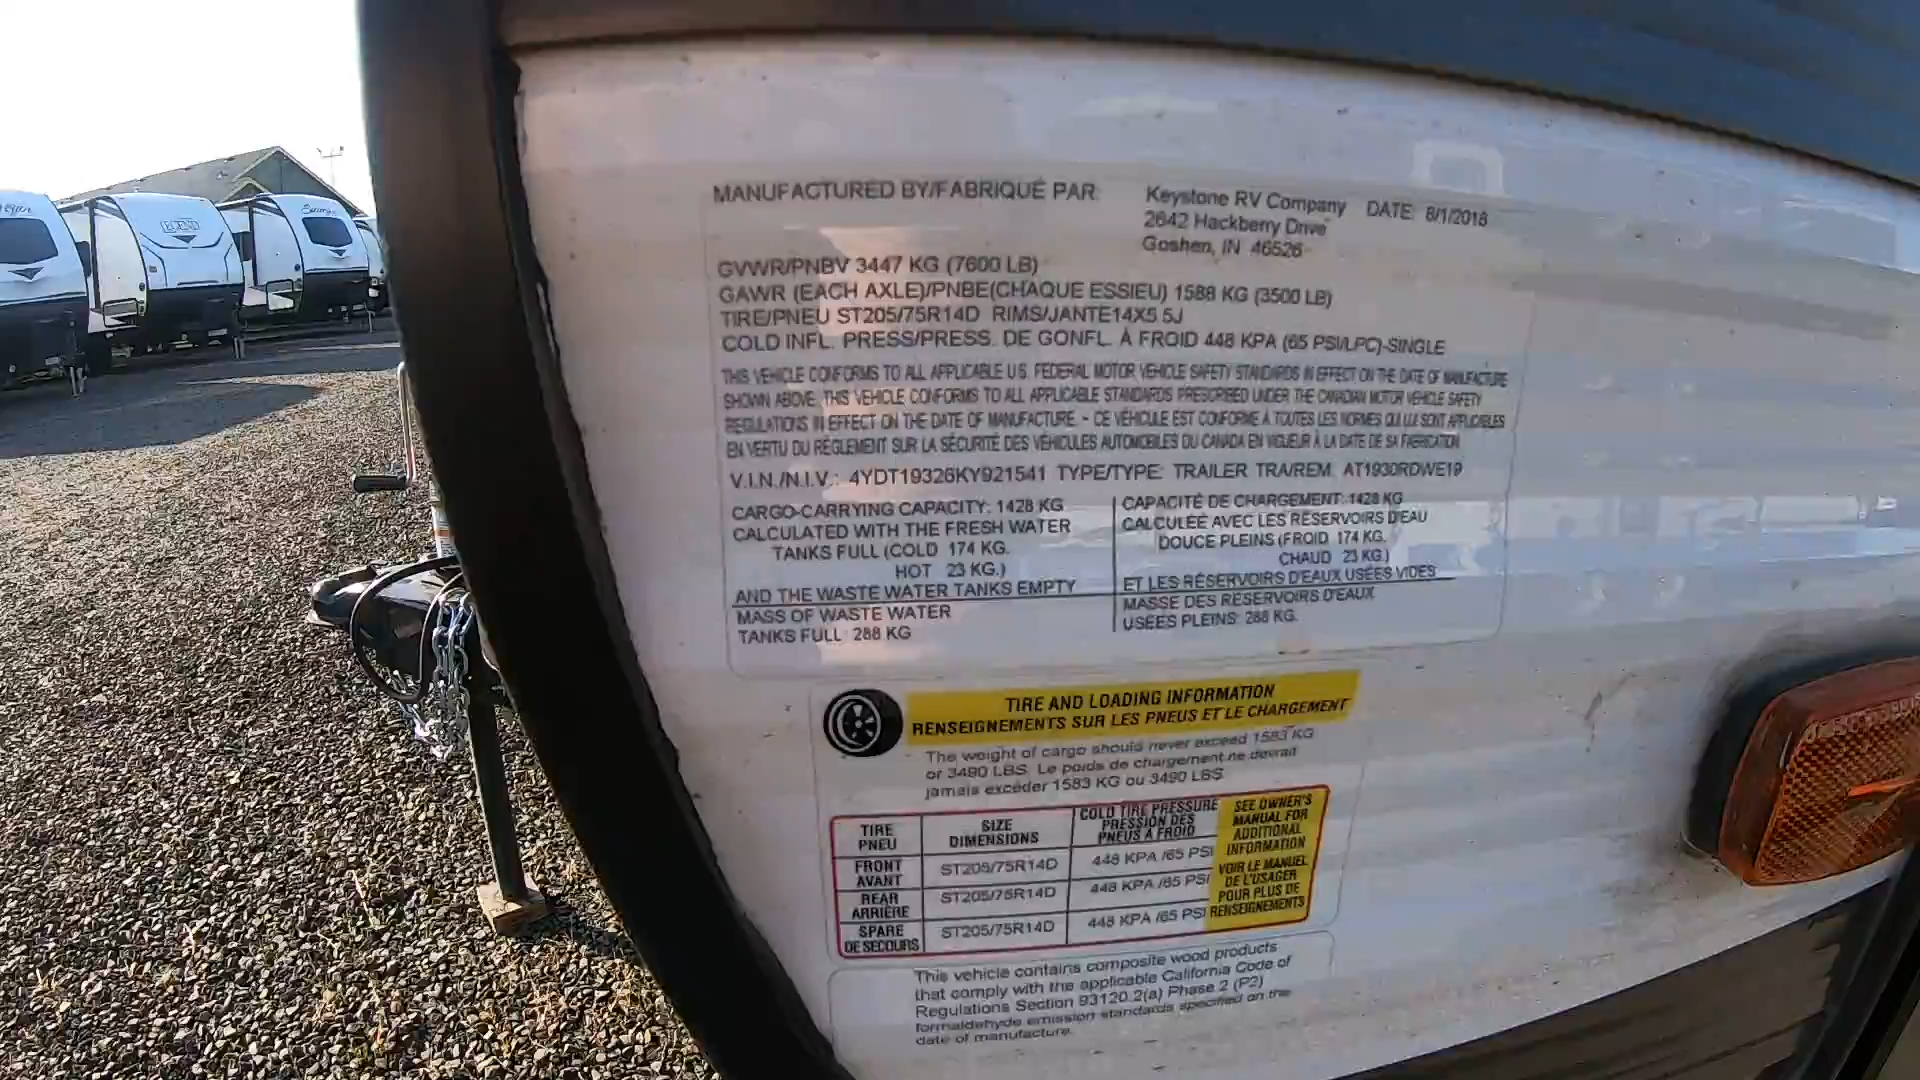 MANUFACTURED BY/FABRIQUÉ PAR: Keystone RV Company DATE: 8/1/2018
2642 Hackberry Drive
Goshen, IN 46526
GVWR/PNBV 3447 KG (7600 LB)
GAWR (EACH AXLE)/PNBE(CHAQUE ESSIEU) 1588 KG (3500 LB)
TIRE/PNEU ST205/75R14D RIMS/JANTE14X5.5J
COLD INFL. PRESS/PRESS. DE GONFL. À FROID 448 KPA (65 PSI/LPC)-SINGLE
THIS VEHICLE CONFORMS TO ALL APPLICABLE U.S. FEDERAL MOTOR VEHICLE SAFETY STANDARDS IN EFFECT ON THE DATE OF MANUFACTURE
SHOWN ABOVE. THIS VEHICLE CONFORMS TO ALL APPLICABLE STANDARDS PRESCRIBED UNDER THE CANADIAN MOTOR VEHICLE SAFETY
REGULATIONS IN EFFECT ON THE DATE OF MANUFACTURE. - CE VÉHICULE EST CONFORME À TOUTES LES NORMES QUI LUI SONT APPLICABLES
EN VERTU DU RÉGLEMENT SUR LA SÉCURITÉ DES VÉHICULES AUTOMOBILES DU CANADA EN VIGUEUR À LA DATE DE SA FABRICATION
V.I.N./N.I.V.: 4YDT19326KY921541 TYPE/TYPE: TRAILER TRA/REM. AT1930RDWE19
CARGO-CARRYING CAPACITY: 1428 KG
CALCULATED WITH THE FRESH WATER
TANKS FULL (COLD 174 KG.
HOT 23 KG.)
AND THE WASTE WATER TANKS EMPTY
MASS OF WASTE WATER
TANKS FULL: 288 KG
CAPACITÉ DE CHARGEMENT: 1428 KG
CALCULÉE AVEC LES RÉSERVOIRS D'EAU
DOUCE PLEINS (FROID 174 KG.
CHAUD 23 KG.)
ET LES RÉSERVOIRS D'EAUX USÉES VIDES
MASSE DES RÉSERVOIRS D'EAUX
USÉES PLEINS: 288 KG.
TIRE AND LOADING INFORMATION
RENSEIGNEMENTS SUR LES PNEUS ET LE CHARGEMENT
The weight of cargo should never exceed 1583 KG
or 3490 LBS. Le poids de chargement ne devrait
jamais excéder 1583 KG ou 3490 LBS.
TIRE
PNEU
SIZE
DIMENSIONS
COLD TIRE PRESSURE
PRESSION DES
PNEUS À FROID
FRONT
AVANT
ST205/75R14D
448 KPA /65 PSI
REAR
ARRIÈRE
ST205/75R14D
448 KPA /65 PSI
SPARE
DE SECOURS
ST205/75R14D
448 KPA /65 PSI
SEE OWNER'S
MANUAL FOR
ADDITIONAL
INFORMATION
VOIR LE MANUEL
DE L'USAGER
POUR PLUS DE
RENSEIGNEMENTS
This vehicle contains composite wood products
that comply with the applicable California Code of
Regulations Section 93120.2(a) Phase 2 (P2)
formaldehyde emission standards specified on the
date of manufacture.